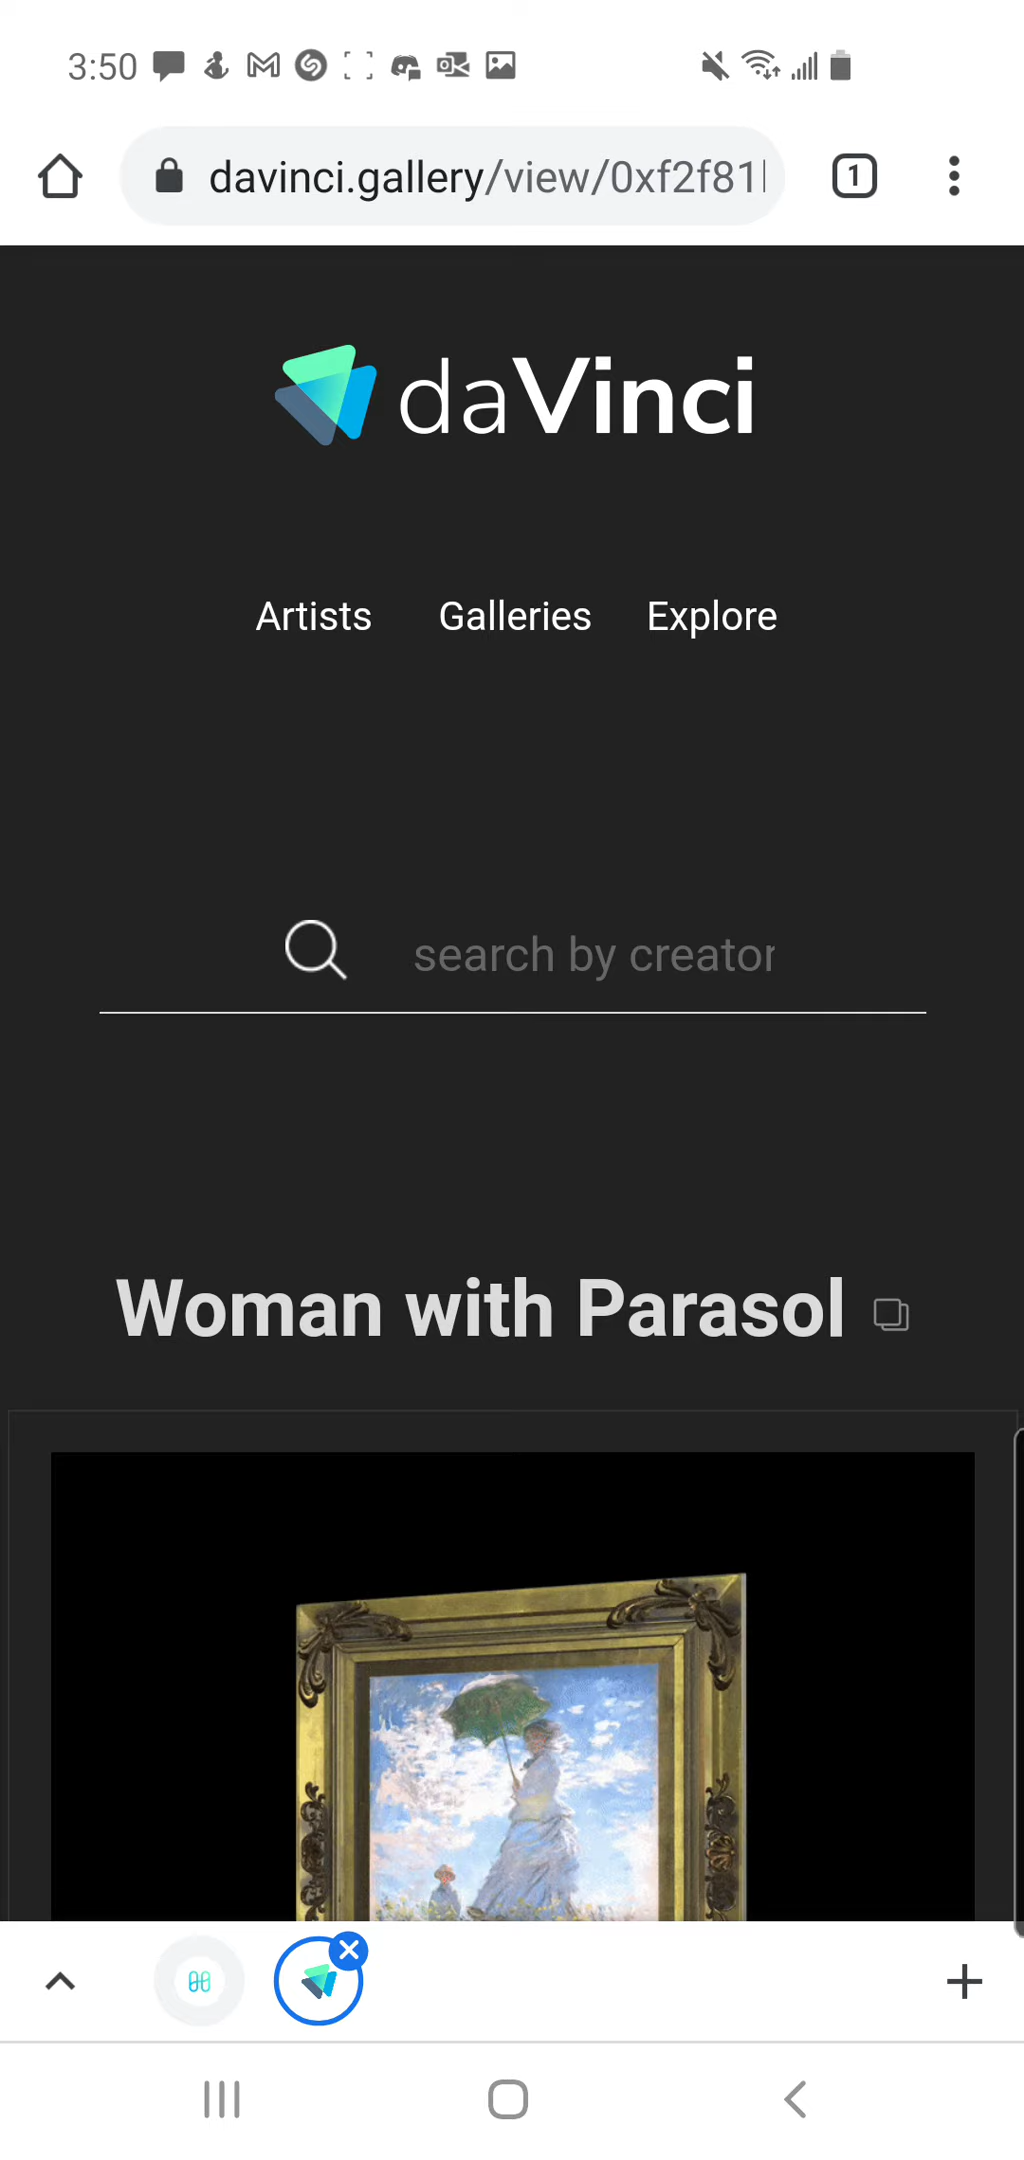 3:50
davinci.gallery/view/0xf2f81
1
daVinci
Artists Galleries Explore
search by creator
Woman with Parasol